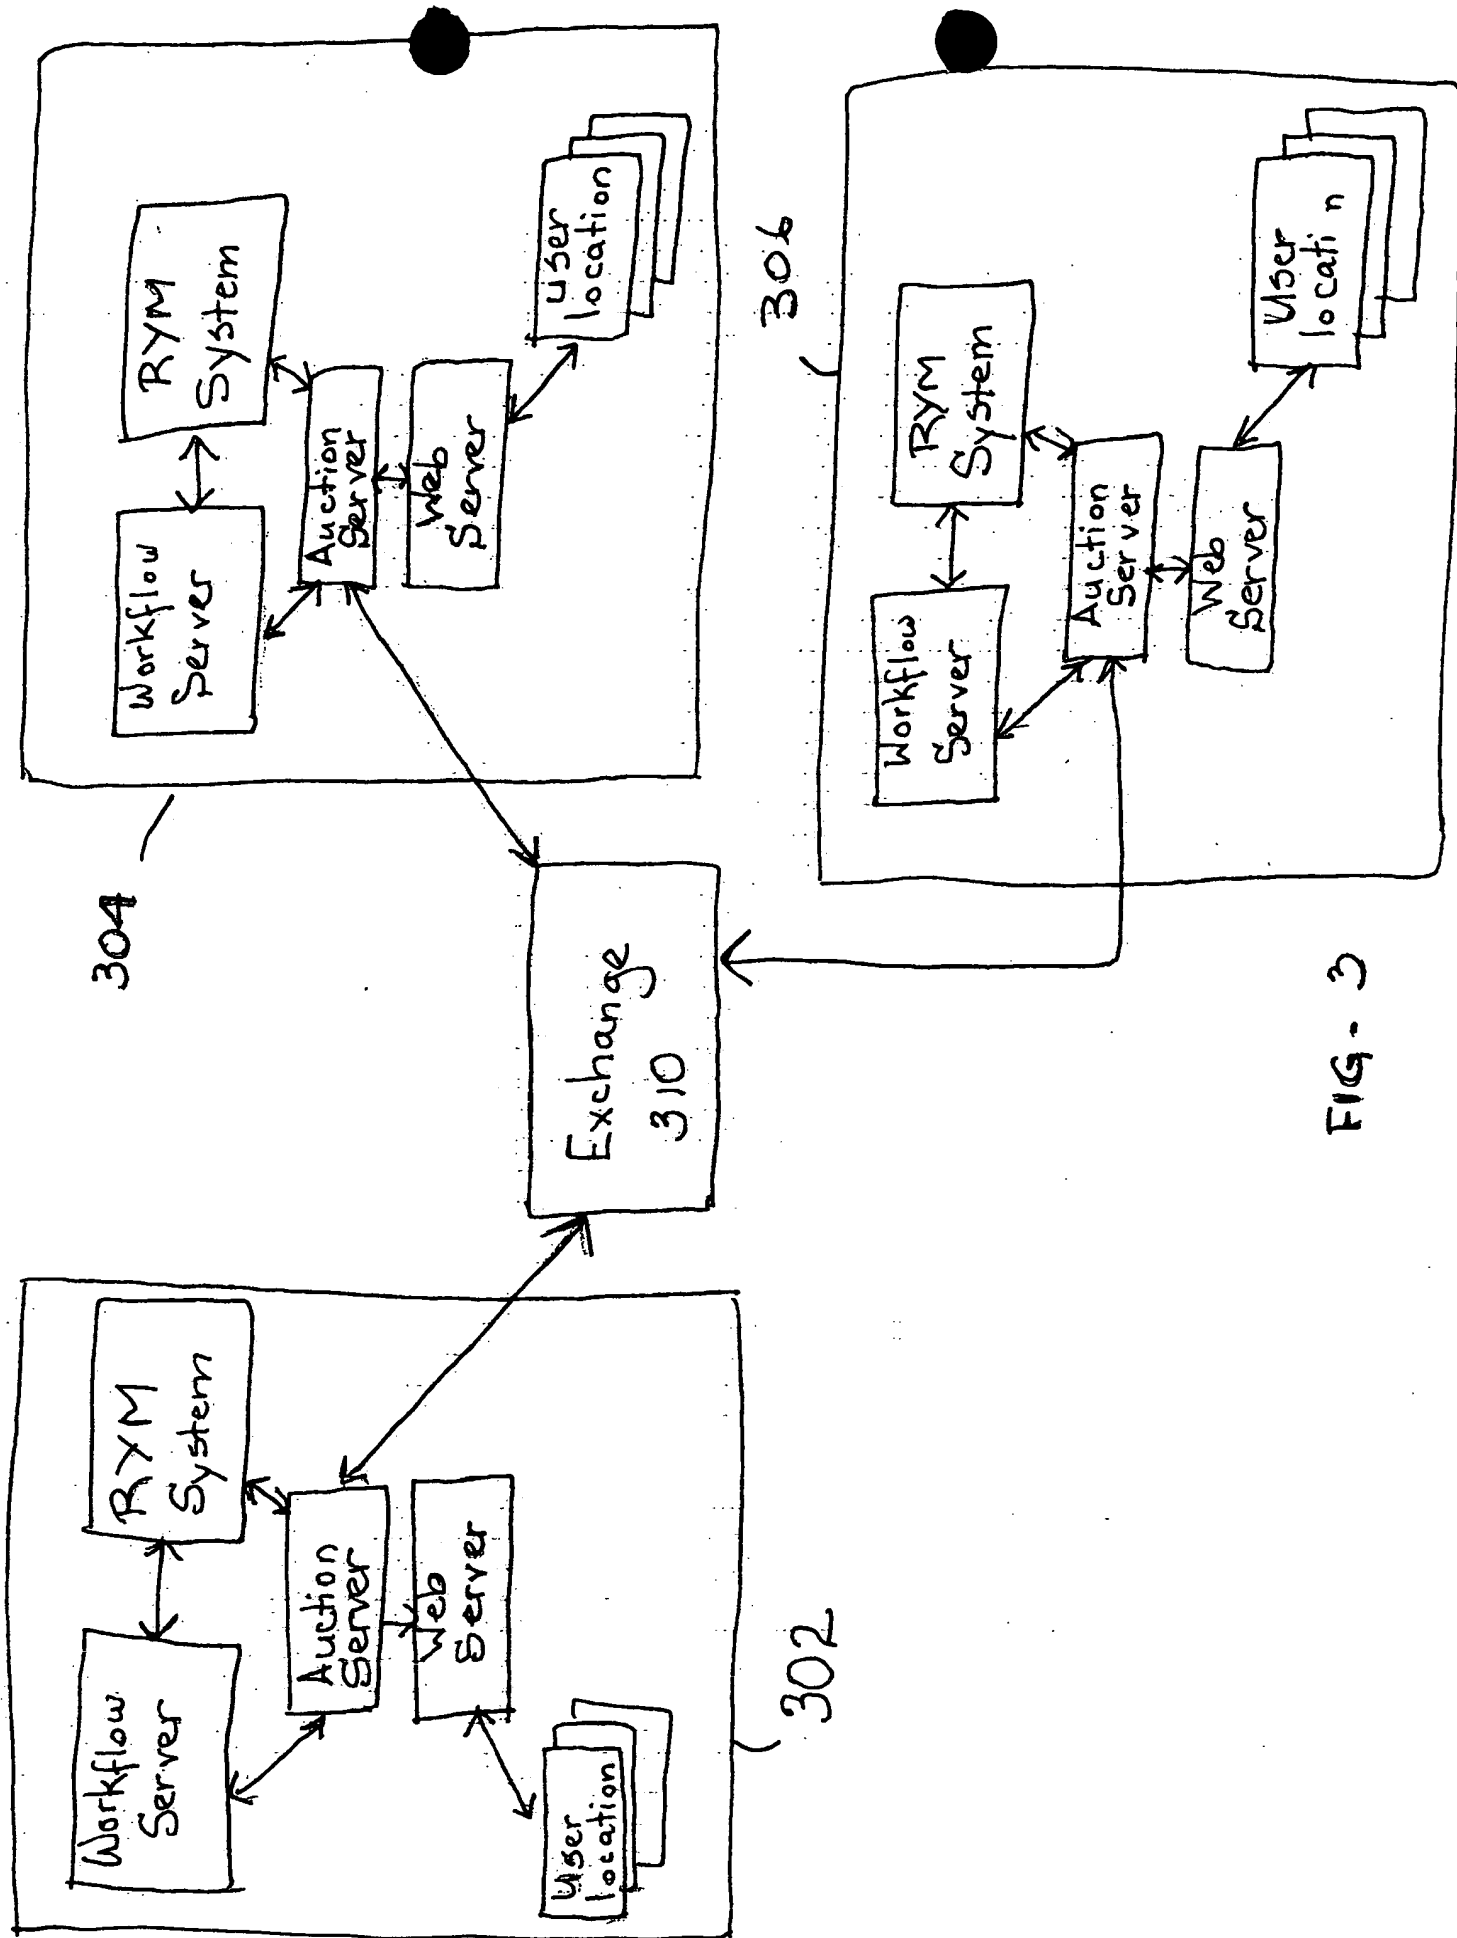 Workflow
Server
RYM
System
Auction
Server
Web
Server
User
location
302
Exchange
310
304
Workflow
Server
RYM
System
Auction
Server
Web
Server
User
location
306
Workflow
Server
RYM
System
Auction
Server
Web
Server
User
locati n
FIG-3